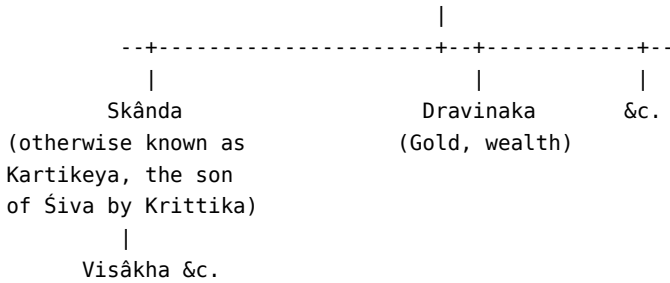 |
--+----------------------+--+------------+--
| | |
Skânda Dravinaka &c.
(otherwise known as (Gold, wealth)
Kartikeya, the son
of Śiva by Krittika)
|
Visâkha &c.